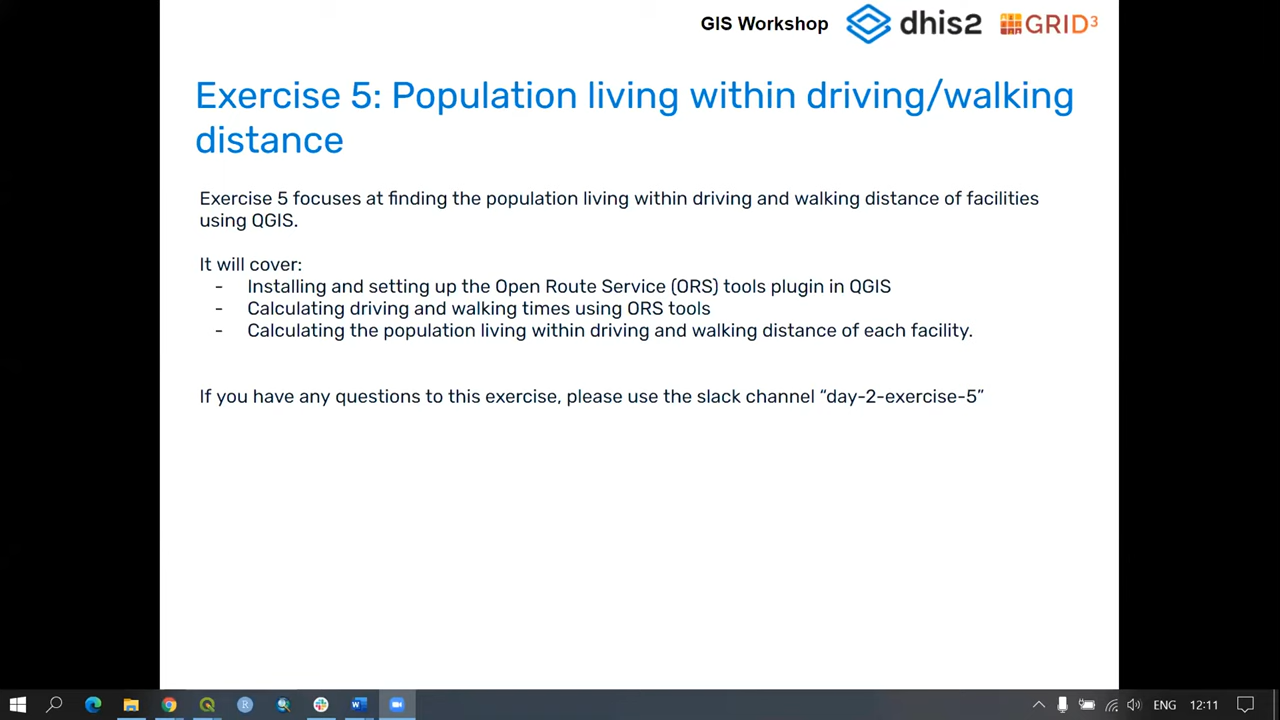 GIS Workshop dhis2 GRID3
Exercise 5: Population living within driving/walking
distance
Exercise 5 focuses at finding the population living within driving and walking distance of facilities
using QGIS.
It will cover:
- Installing and setting up the Open Route Service (ORS) tools plugin in QGIS
- Calculating driving and walking times using ORS tools
- Calculating the population living within driving and walking distance of each facility.
If you have any questions to this exercise, please use the slack channel “day-2-exercise-5”
ENG 12:11